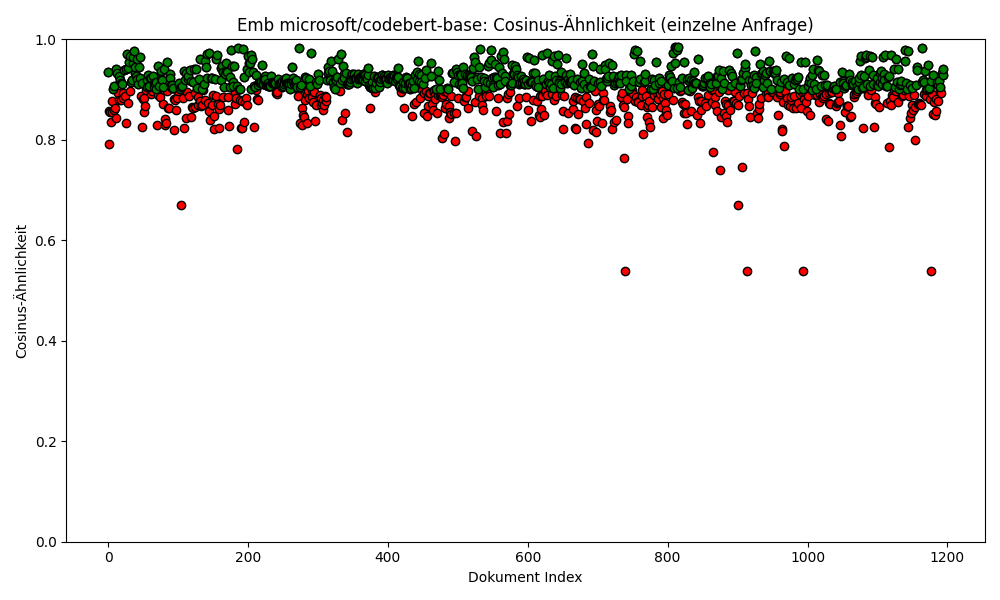 Emb microsoft/codebert-base: Cosinus-Ähnlichkeit (einzelne Anfrage)
1.0
0.8
0.6
0.4
0.2
0.0
Cosinus-Ähnlichkeit
0 200 400 600 800 1000 1200
Dokument Index